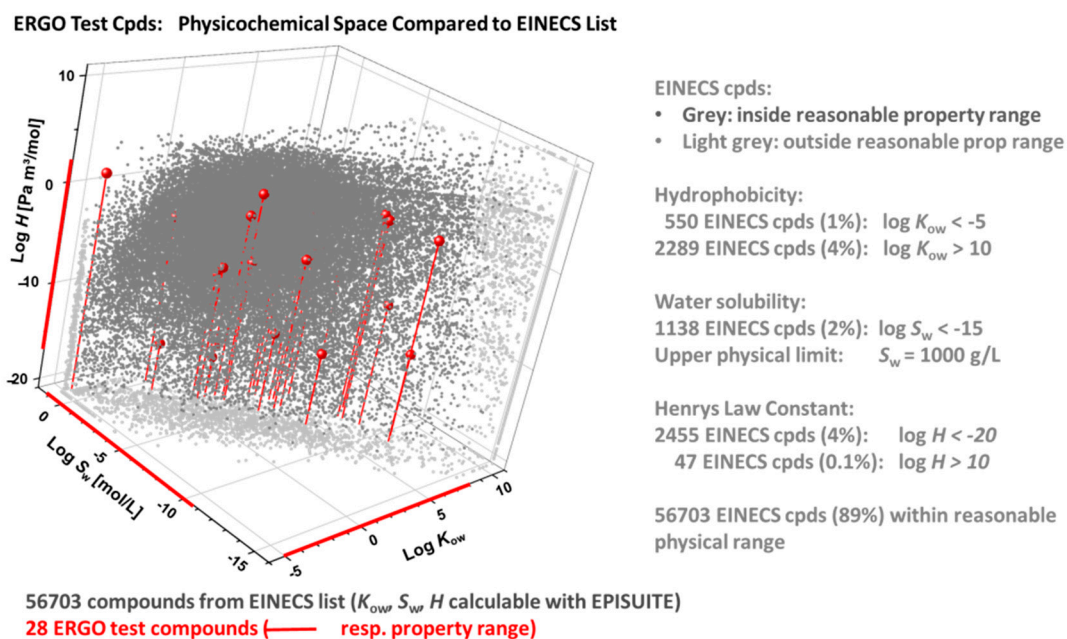 ERGO Test Cpds: Physicochemical Space Compared to EINECS List
10
0
-10
-20
Log H [Pa m³/mol]
0
-5
-10
-15
Log Sw [mol/L]
-5
0
5
10
Log Kow
EINECS cpds:
• Grey: inside reasonable property range
• Light grey: outside reasonable prop range
Hydrophobicity:
550 EINECS cpds (1%): log Kow < -5
2289 EINECS cpds (4%): log Kow > 10
Water solubility:
1138 EINECS cpds (2%): log Sw < -15
Upper physical limit: Sw = 1000 g/L
Henrys Law Constant:
2455 EINECS cpds (4%): log H < -20
47 EINECS cpds (0.1%): log H > 10
56703 EINECS cpds (89%) within reasonable
physical range
56703 compounds from EINECS list (Kow, Sw, H calculable with EPISUITE)
28 ERGO test compounds (—— resp. property range)